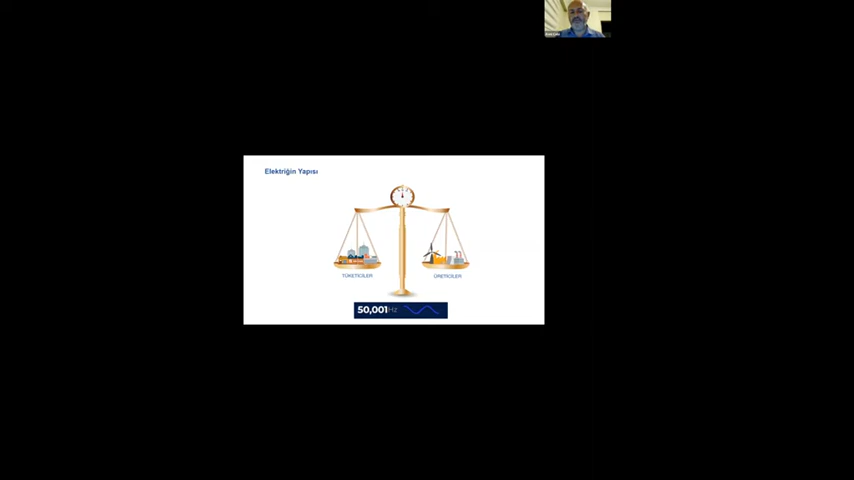 Elektriğin Yapısı
TÜKETİCİLER
ÜRETİCİLER
50,001Hz